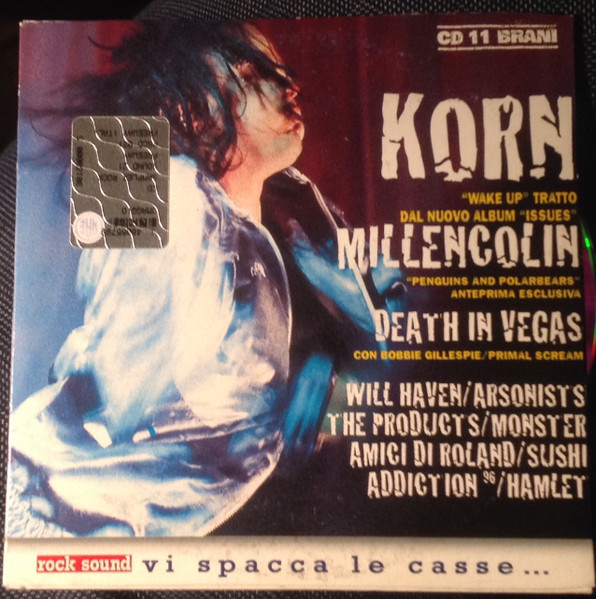 CD 11 BRANI
KORN
"WAKE UP" TRATTO
DAL NUOVO ALBUM "ISSUES"
MILLENCOLIN
"PENGUINS AND POLARBEARS"
ANTEPRIMA ESCLUSIVA
DEATH IN VEGAS
CON BOBBIE GILLESPIE/PRIMAL SCREAM
WILL HAVEN/ARSONISTS
THE PRODUCTS/MONSTER
AMICI DI ROLAND/SUSHI
ADDICTION 96/HAMLET
rock sound vi spacca le casse...